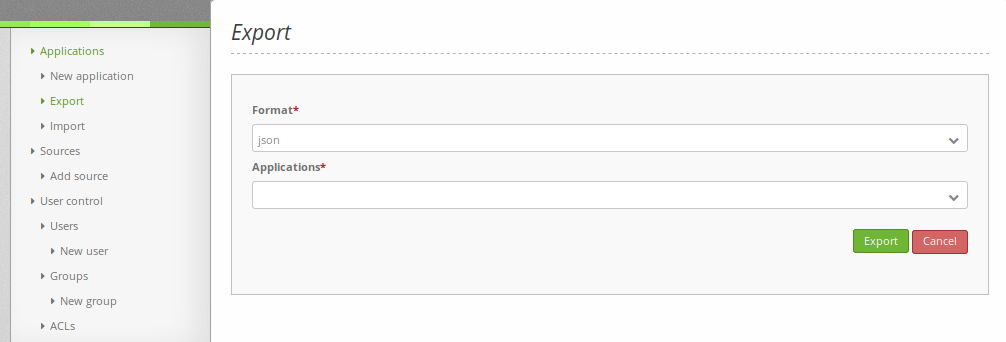 Applications
New application
Export
Import
Sources
Add source
User control
Users
New user
Groups
New group
ACLs
Export
Format*
json
Applications*
Export
Cancel